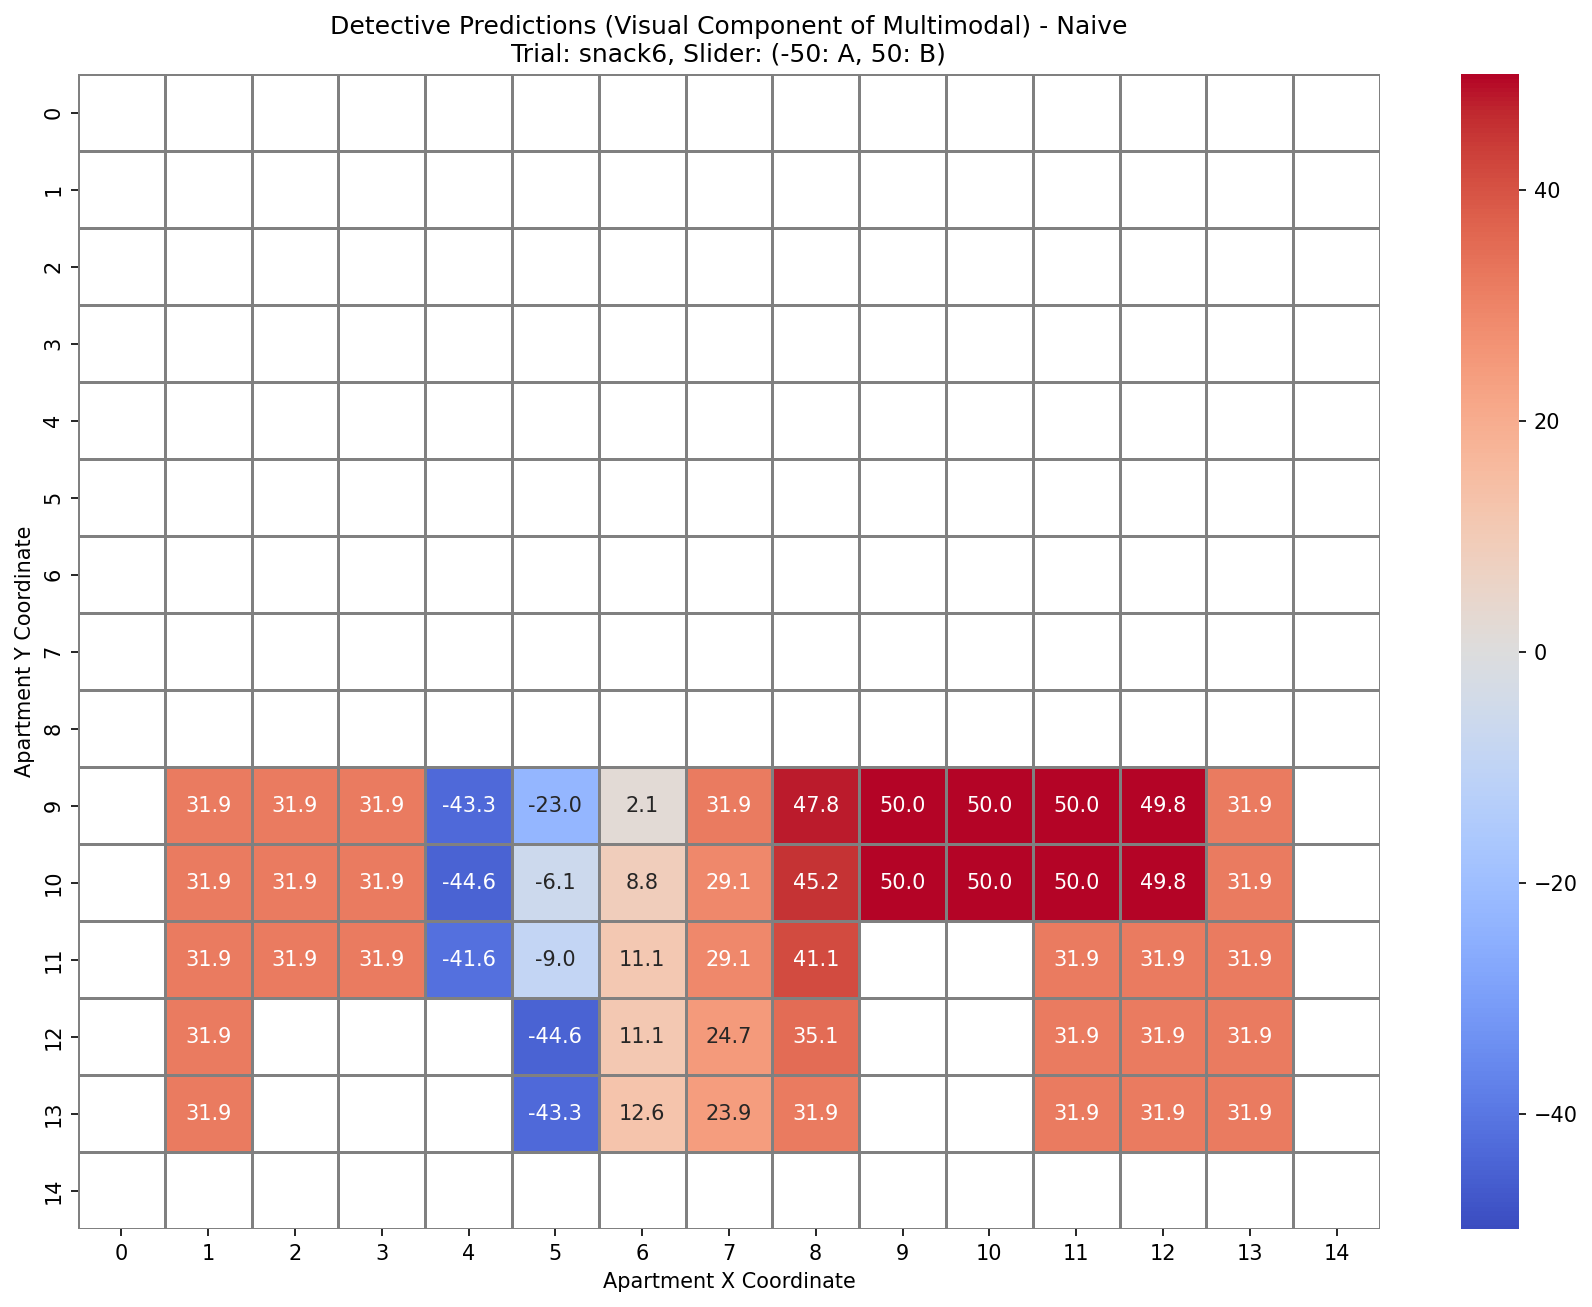 Detective Predictions (Visual Component of Multimodal) - Naive
Trial: snack6, Slider: (-50: A, 50: B)
Apartment Y Coordinate
0
1
2
3
4
5
6
7
8
9 31.9 31.9 31.9 -43.3 -23.0 2.1 31.9 47.8 50.0 50.0 50.0 49.8 31.9
10 31.9 31.9 31.9 -44.6 -6.1 8.8 29.1 45.2 50.0 50.0 50.0 49.8 31.9
11 31.9 31.9 31.9 -41.6 -9.0 11.1 29.1 41.1 31.9 31.9 31.9
12 31.9 -44.6 11.1 24.7 35.1 31.9 31.9 31.9
13 31.9 -43.3 12.6 23.9 31.9 31.9 31.9 31.9
14
0 1 2 3 4 5 6 7 8 9 10 11 12 13 14
Apartment X Coordinate
40
20
0
−20
−40